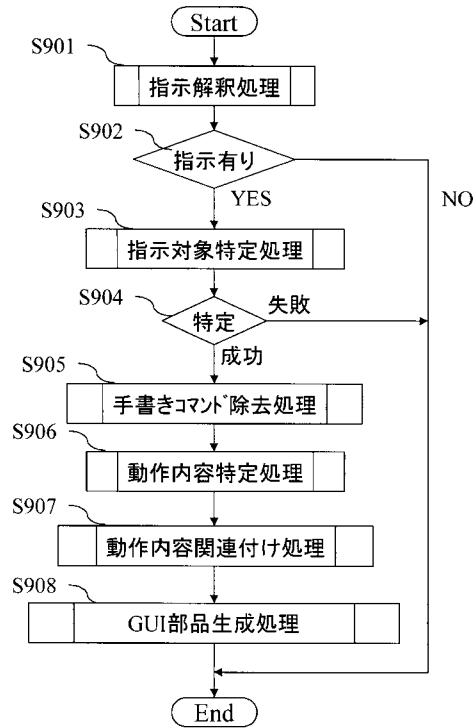 Start
S901
指示解釈処理
S902
指示有り
NO
YES
S903
指示対象特定処理
S904
特定
失敗
成功
S905
手書きコマンド除去処理
S906
動作内容特定処理
S907
動作内容関連付け処理
S908
GUI部品生成処理
End